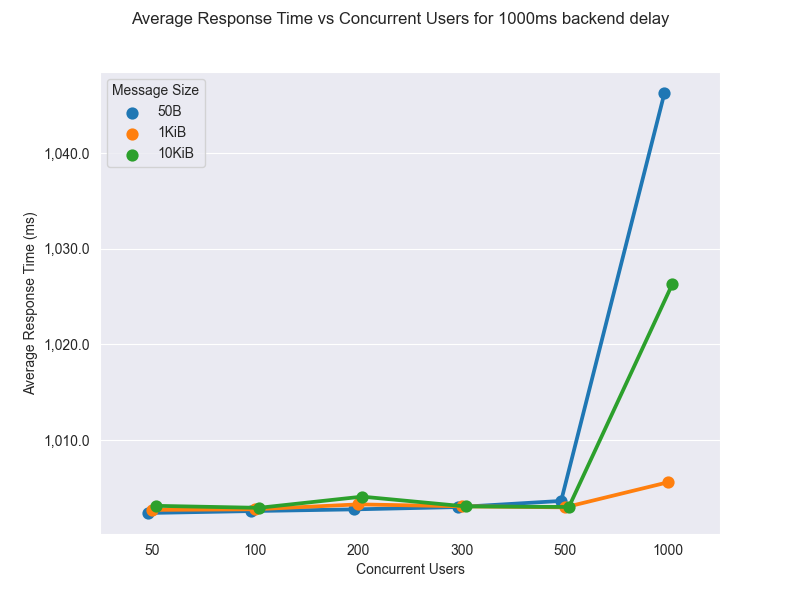 Average Response Time vs Concurrent Users for 1000ms backend delay
Message Size
50B
1KiB
10KiB
1,040.0
1,030.0
1,020.0
1,010.0
Average Response Time (ms)
50 100 200 300 500 1000
Concurrent Users